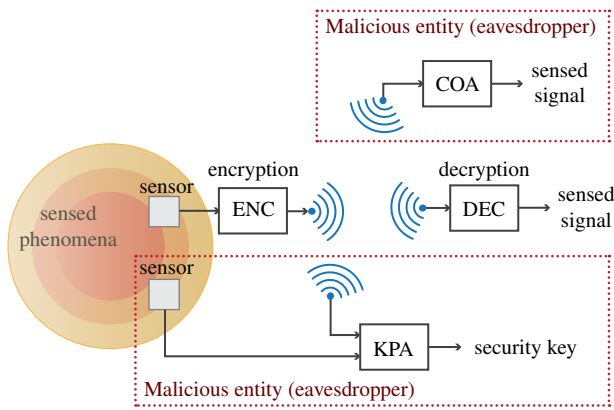 Malicious entity (eavesdropper)
COA
sensed
signal
encryption
decryption
sensor
ENC
DEC
sensed
signal
sensed
phenomena
sensor
KPA
security key
Malicious entity (eavesdropper)